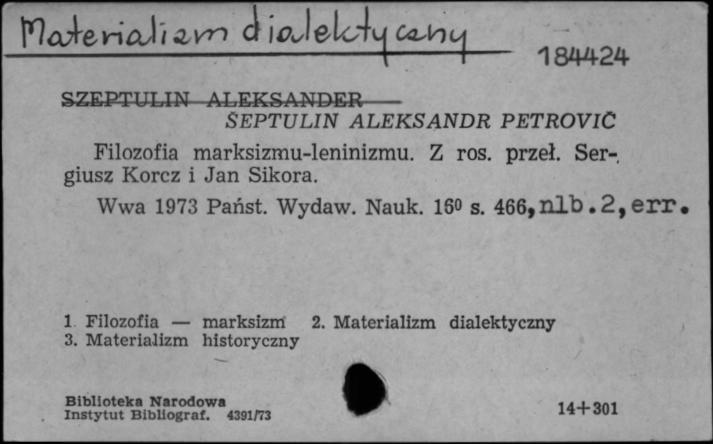 Materializm dialektyczny
184424
SZEPTULIN ALEKSANDER
ŠEPTULIN ALEKSANDR PETROVIČ
Filozofia marksizmu-leninizmu. Z ros. przeł. Ser-
giusz Korcz i Jan Sikora.
Wwa 1973 Państ. Wydaw. Nauk. 16⁰ s. 466, nlb.2, err.
1. Filozofia — marksizm 2. Materializm dialektyczny
3. Materializm historyczny
Biblioteka Narodowa
Instytut Bibliograf. 4391/73
14+301